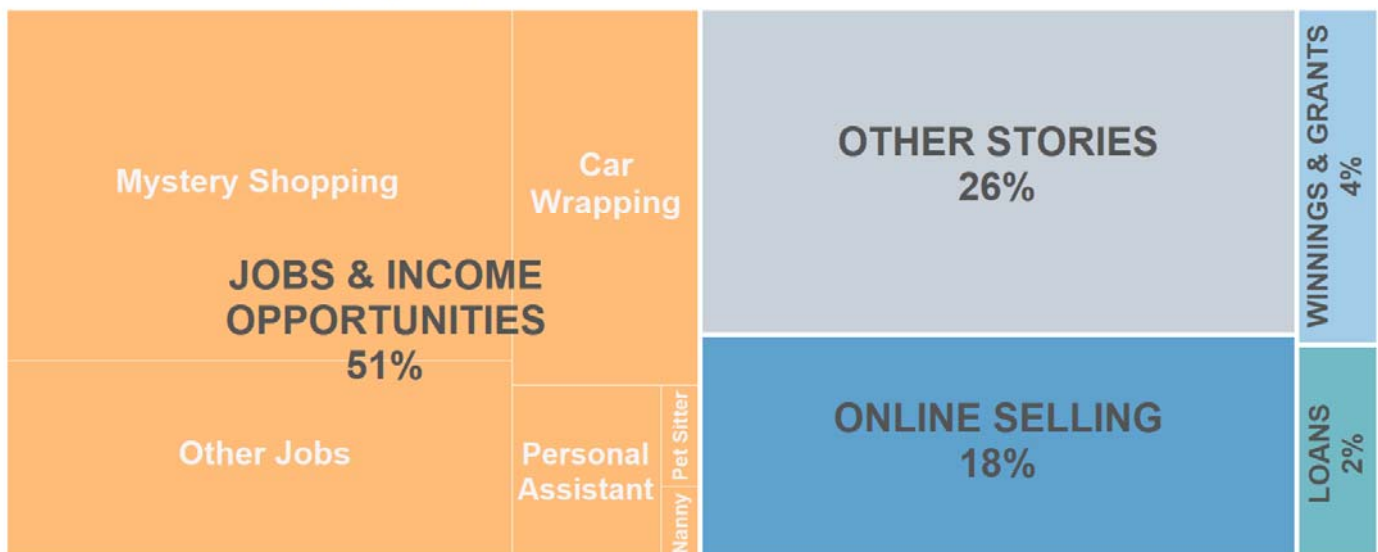 Mystery Shopping
Car
Wrapping
JOBS & INCOME
OPPORTUNITIES
51%
Other Jobs
Personal
Assistant
Pet Sitter
Nanny
OTHER STORIES
26%
ONLINE SELLING
18%
WINNINGS & GRANTS
4%
LOANS
2%